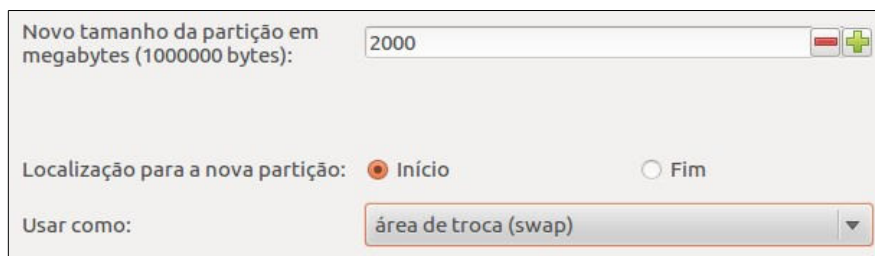 Novo tamanho da partição em
megabytes (1000000 bytes):
2000
Localização para a nova partição:
Início
Fim
Usar como:
área de troca (swap)